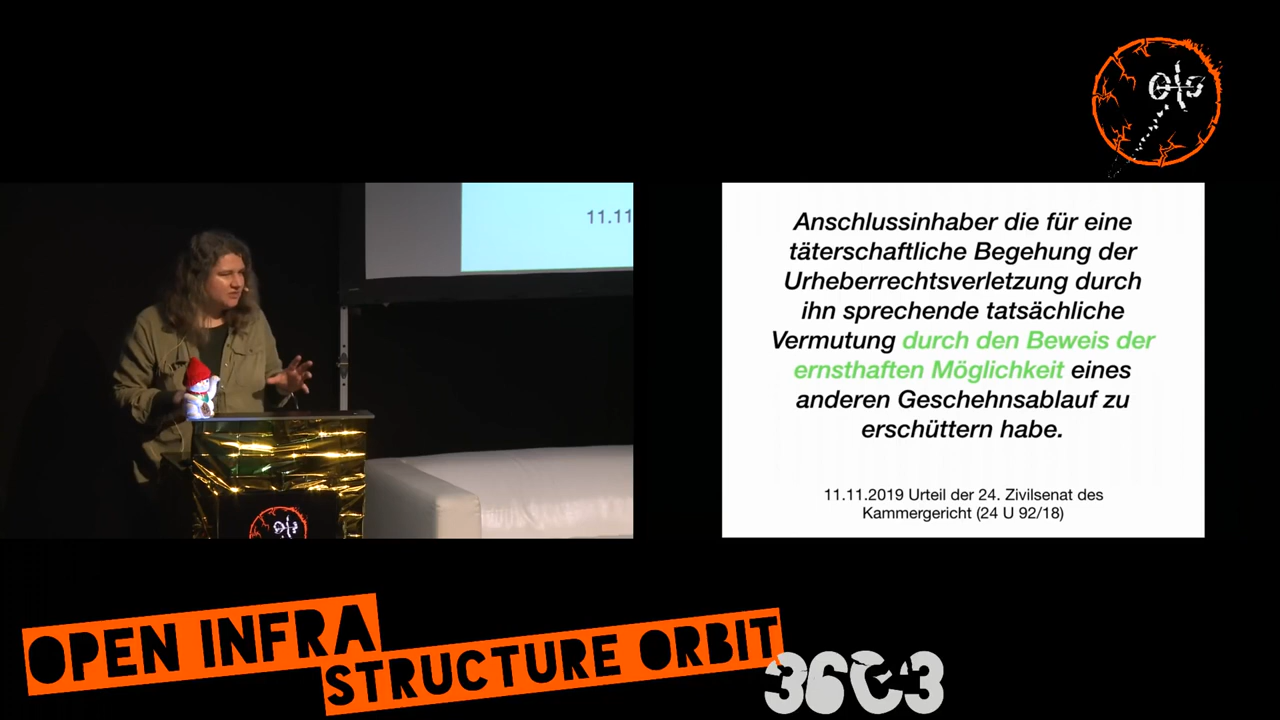 11.11
Anschlussinhaber die für eine
täterschaftliche Begehung der
Urheberrechtsverletzung durch
ihn sprechende tatsächliche
Vermutung durch den Beweis der
ernsthaften Möglichkeit eines
anderen Geschehnsablauf zu
erschüttern habe.
11.11.2019 Urteil der 24. Zivilsenat des
Kammergericht (24 U 92/18)
OPEN INFRA
STRUCTURE ORBIT
36C3